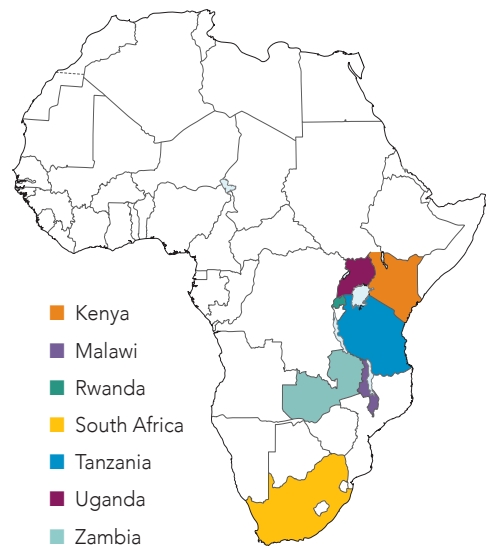 Kenya
Malawi
Rwanda
South Africa
Tanzania
Uganda
Zambia